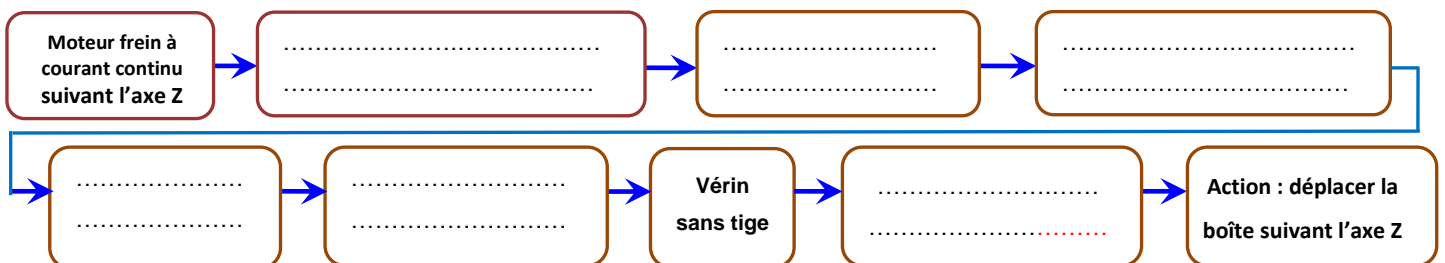 Moteur frein à
courant continu
suivant l’axe Z
........................................
.......................................
...........................
...........................
.....................................
....................................
.....................
.....................
...........................
...........................
Vérin
sans tige
............................
..............................
Action : déplacer la
boîte suivant l’axe Z